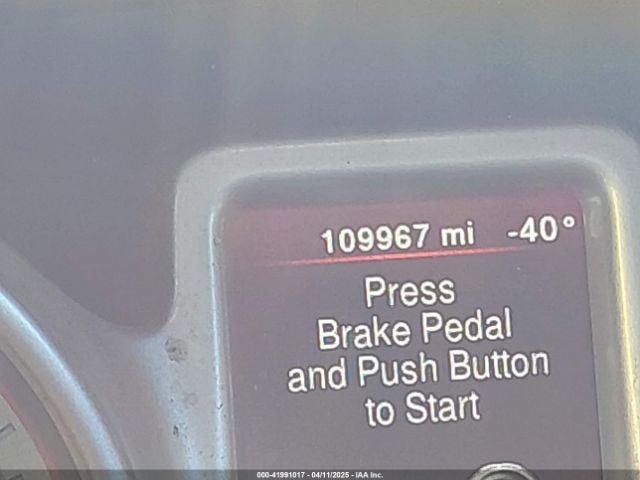 109967 mi -40°
Press
Brake Pedal
and Push Button
to Start
000-41991017 - 04/11/2025 - IAA Inc.